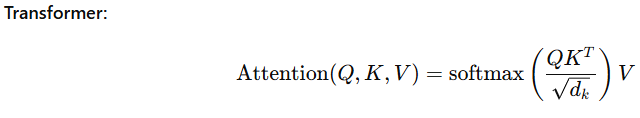 Transformer:
Attention(Q, K, V) = softmax(QK^T / √d_k) V